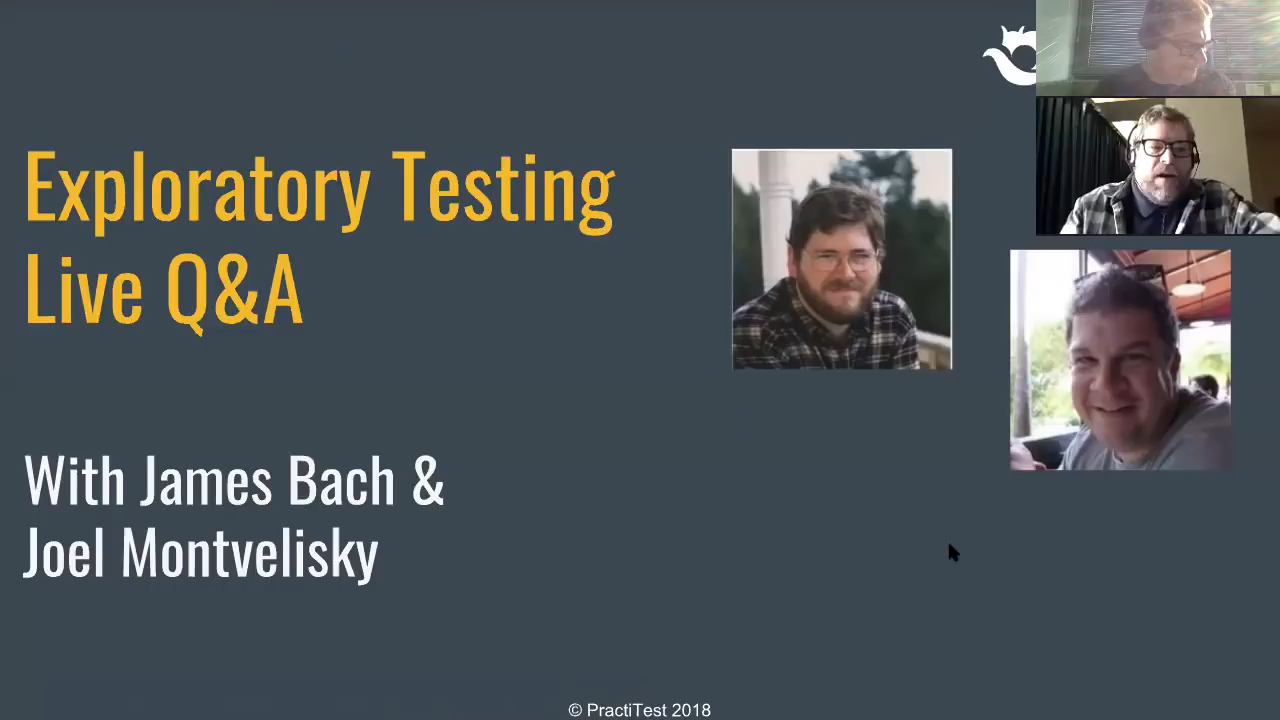 Exploratory Testing
Live Q&A
With James Bach &
Joel Montvelisky
© PractiTest 2018